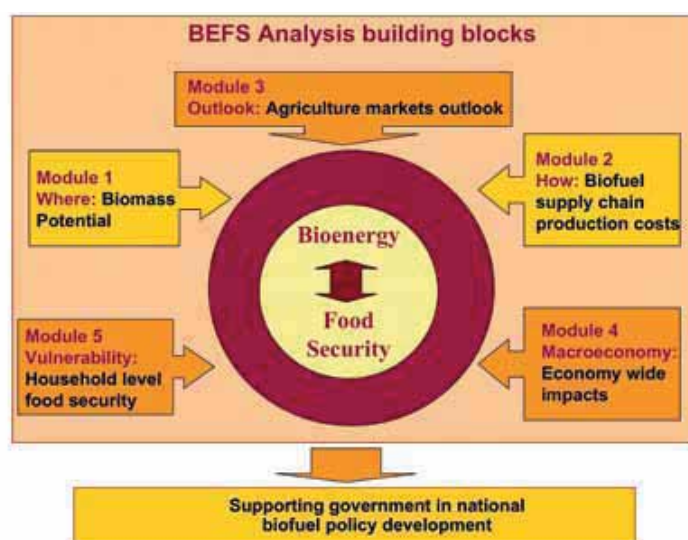 BEFS Analysis building blocks
Module 3
Outlook: Agriculture markets outlook
Module 1
Where: Biomass
Potential
Module 2
How: Biofuel
supply chain
production costs
Bioenergy
Food
Security
Module 5
Vulnerability:
Household level
food security
Module 4
Macroeconomy:
Economy wide
impacts
Supporting government in national
biofuel policy development